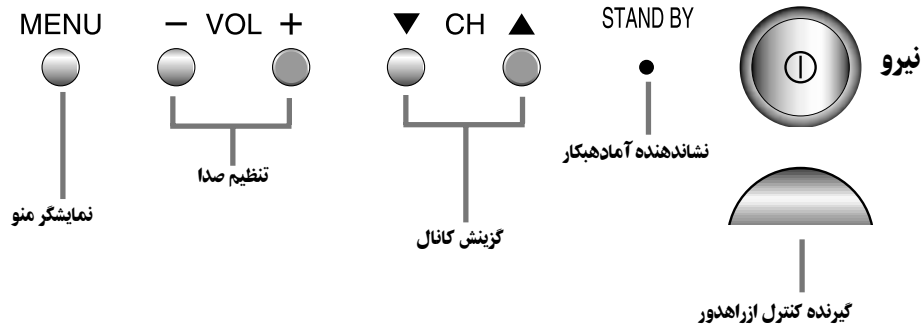 MENU
− VOL +
▼ CH ▲
STAND BY
نیرو
نشاندهنده آمادهبکار
تنظیم صدا
نمایشگر منو
گزینش کانال
گیرنده کنترل ازراهدور